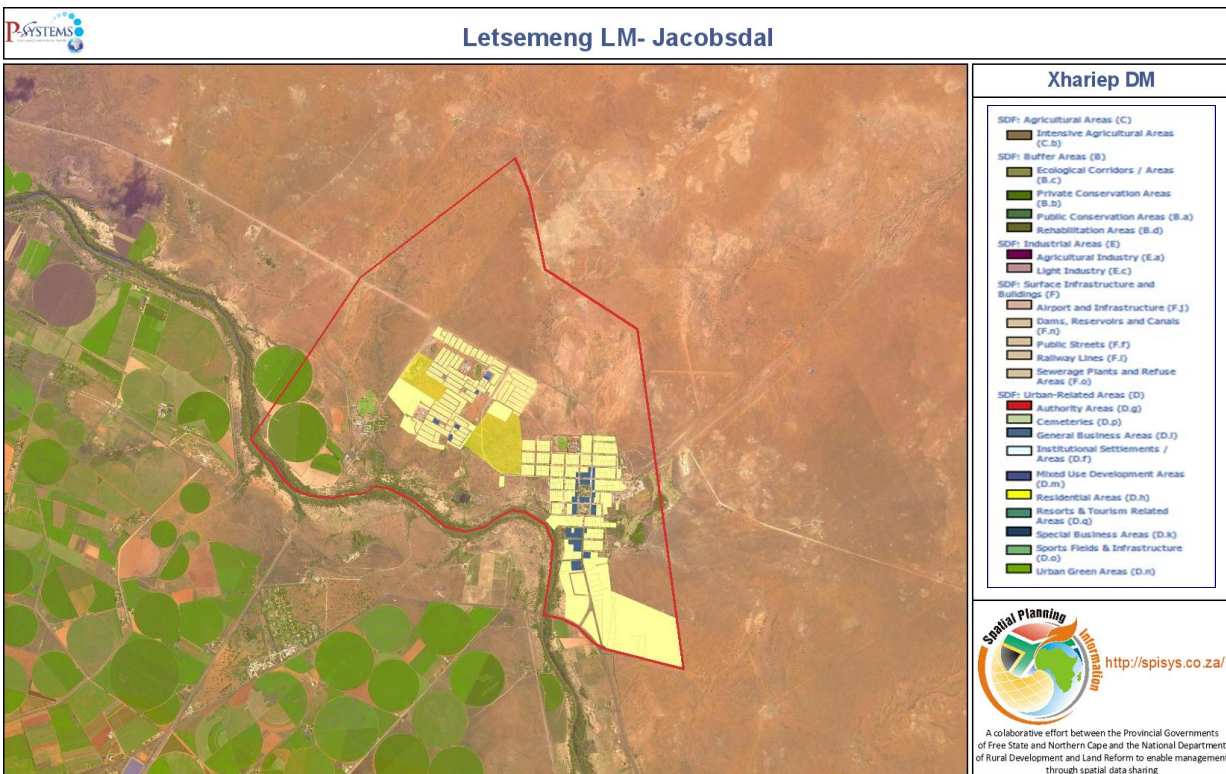 P-SYSTEMS
Letsemeng LM- Jacobsdal
Xhariep DM
SDF: Agricultural Areas (C)
Intensive Agricultural Areas
(C.b)
SDF: Buffer Areas (B)
Ecological Corridors / Areas
(B.c)
Private Conservation Areas
(B.b)
Public Conservation Areas (B.a)
Rehabilitation Areas (B.d)
SDF: Industrial Areas (E)
Agricultural Industry (E.a)
Light Industry (E.c)
SDF: Surface Infrastructure and
Buildings (F)
Airport and Infrastructure (F.j)
Dams, Reservoirs and Canals
(F.n)
Public Streets (F.f)
Railway Lines (F.i)
Sewerage Plants and Refuse
Areas (F.o)
SDF: Urban-Related Areas (D)
Authority Areas (D.g)
Cemeteries (D.p)
General Business Areas (D.l)
Institutional Settlements /
Areas (D.f)
Mixed Use Development Areas
(D.m)
Residential Areas (D.h)
Resorts & Tourism Related
Areas (D.q)
Special Business Areas (D.k)
Sports Fields & Infrastructure
(D.o)
Urban Green Areas (D.n)
Spatial Planning
Information
http://spisys.co.za/
A colaborative effort between the Provincial Governments
of Free State and Northern Cape and the National Department
of Rural Development and Land Reform to enable management
through spatial data sharing